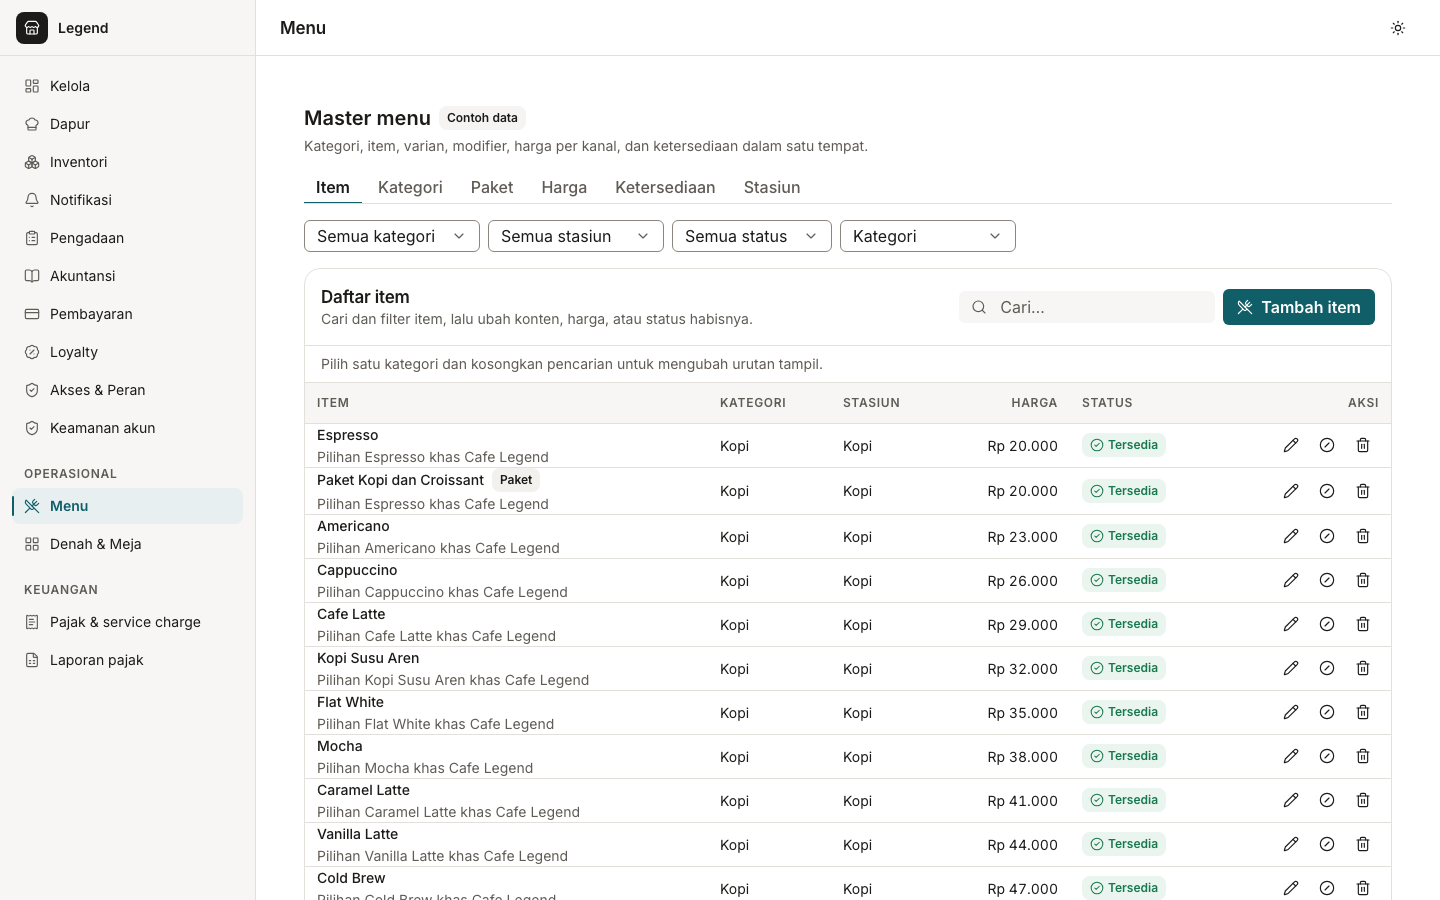 Legend
Menu
Kelola
Dapur
Inventori
Notifikasi
Pengadaan
Akuntansi
Pembayaran
Loyalty
Akses & Peran
Keamanan akun
OPERASIONAL
Menu
Denah & Meja
KEUANGAN
Pajak & service charge
Laporan pajak
Master menu Contoh data
Kategori, item, varian, modifier, harga per kanal, dan ketersediaan dalam satu tempat.
Item Kategori Paket Harga Ketersediaan Stasiun
Semua kategori Semua stasiun Semua status Kategori
Daftar item
Cari dan filter item, lalu ubah konten, harga, atau status habisnya.
Cari... Tambah item
Pilih satu kategori dan kosongkan pencarian untuk mengubah urutan tampil.
ITEM KATEGORI STASIUN HARGA STATUS AKSI
Espresso
Pilihan Espresso khas Cafe Legend
Kopi Kopi Rp 20.000 Tersedia
Paket Kopi dan Croissant Paket
Pilihan Espresso khas Cafe Legend
Kopi Kopi Rp 20.000 Tersedia
Americano
Pilihan Americano khas Cafe Legend
Kopi Kopi Rp 23.000 Tersedia
Cappuccino
Pilihan Cappuccino khas Cafe Legend
Kopi Kopi Rp 26.000 Tersedia
Cafe Latte
Pilihan Cafe Latte khas Cafe Legend
Kopi Kopi Rp 29.000 Tersedia
Kopi Susu Aren
Pilihan Kopi Susu Aren khas Cafe Legend
Kopi Kopi Rp 32.000 Tersedia
Flat White
Pilihan Flat White khas Cafe Legend
Kopi Kopi Rp 35.000 Tersedia
Mocha
Pilihan Mocha khas Cafe Legend
Kopi Kopi Rp 38.000 Tersedia
Caramel Latte
Pilihan Caramel Latte khas Cafe Legend
Kopi Kopi Rp 41.000 Tersedia
Vanilla Latte
Pilihan Vanilla Latte khas Cafe Legend
Kopi Kopi Rp 44.000 Tersedia
Cold Brew
Pilihan Cold Brew khas Cafe Legend
Kopi Kopi Rp 47.000 Tersedia